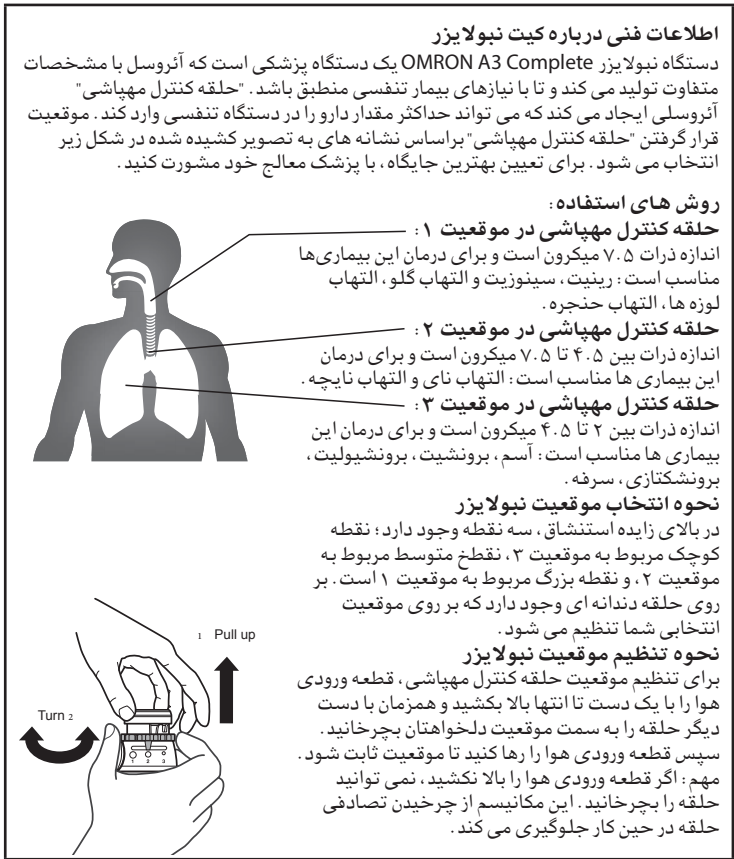 اطلاعات فنی درباره کیت نبولایزر
دستگاه نبولایزر OMRON A3 Complete یک دستگاه پزشکی است که آئروسل با مشخصات
متفاوت تولید می کند و تا با نیازهای بیمار تنفسی منطبق باشد. "حلقه کنترل مهپاشی"
آئروسلی ایجاد می کند که می تواند حداکثر مقدار دارو را در دستگاه تنفسی وارد کند. موقعیت
قرار گرفتن "حلقه کنترل مهپاشی" براساس نشانه های به تصویر کشیده شده در شکل زیر
انتخاب می شود. برای تعیین بهترین جایگاه، با پزشک معالج خود مشورت کنید.
روش های استفاده:
حلقه کنترل مهپاشی در موقعیت ۱:
اندازه ذرات ۷.۵ میکرون است و برای درمان این بیماری‌ها
مناسب است: رینیت، سینوزیت و التهاب گلو، التهاب
لوزه ها، التهاب حنجره.
حلقه کنترل مهپاشی در موقعیت ۲:
اندازه ذرات بین ۴.۵ تا ۷.۵ میکرون است و برای درمان
این بیماری ها مناسب است: التهاب نای و التهاب نایچه.
حلقه کنترل مهپاشی در موقعیت ۳:
اندازه ذرات بین ۲ تا ۴.۵ میکرون است و برای درمان این
بیماری ها مناسب است: آسم، برونشیت، برونشیولیت،
برونشکتازی، سرفه.
نحوه انتخاب موقعیت نبولایزر
در بالای زایده استنشاق، سه نقطه وجود دارد؛ نقطه
کوچک مربوط به موقعیت ۳، نقطخ متوسط مربوط به
موقعیت ۲، و نقطه بزرگ مربوط به موقعیت ۱ است. بر
روی حلقه دندانه ای وجود دارد که بر روی موقعیت
انتخابی شما تنظیم می شود.
نحوه تنظیم موقعیت نبولایزر
برای تنظیم موقعیت حلقه کنترل مهپاشی، قطعه ورودی
هوا را با یک دست تا انتها بالا بکشید و همزمان با دست
دیگر حلقه را به سمت موقعیت دلخواهتان بچرخانید.
سپس قطعه ورودی هوا را رها کنید تا موقعیت ثابت شود.
مهم: اگر قطعه ورودی هوا را بالا نکشید، نمی توانید
حلقه را بچرخانید. این مکانیسم از چرخیدن تصادفی
حلقه در حین کار جلوگیری می کند.
1 Pull up
Turn 2
1 2 3